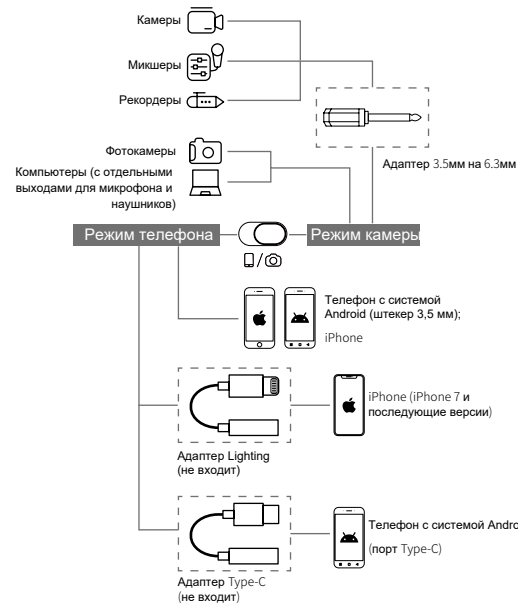 Камеры
Микшеры
Рекордеры
Фотокамеры
Компьютеры (с отдельными
выходами для микрофона и
наушников)
Адаптер 3.5мм на 6.3мм
Режим телефона
Режим камеры
Телефон с системой
Android (штекер 3,5 мм);
iPhone
iPhone (iPhone 7 и
последующие версии)
Адаптер Lighting
(не входит)
Телефон с системой Andro
(порт Type-C)
Адаптер Type-C
(не входит)